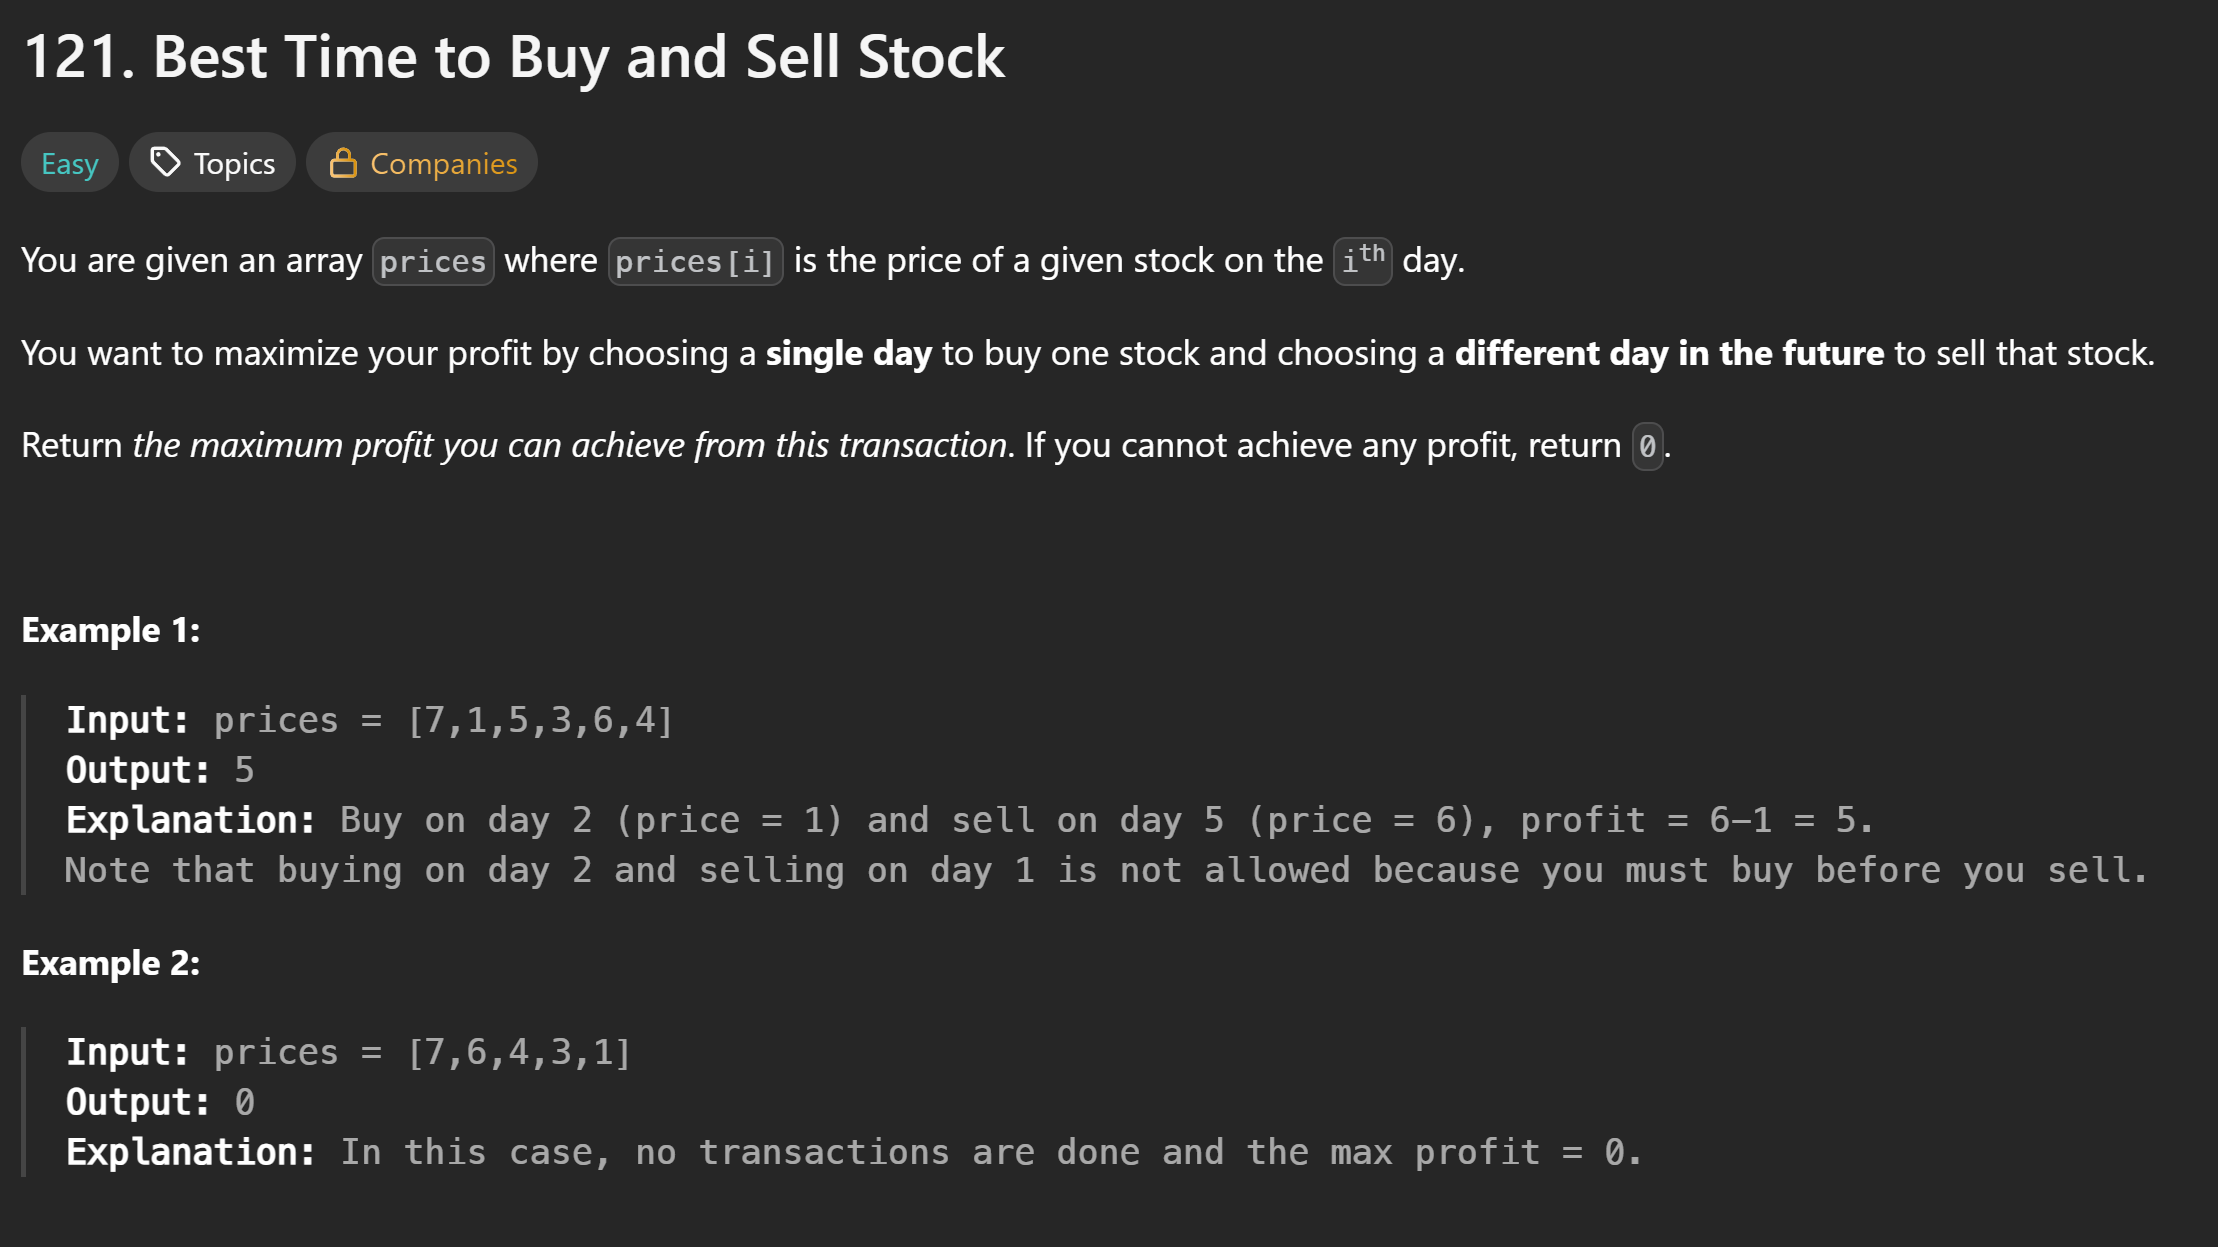 121. Best Time to Buy and Sell Stock
Easy Topics Companies
You are given an array prices where prices[i] is the price of a given stock on the ith day.
You want to maximize your profit by choosing a single day to buy one stock and choosing a different day in the future to sell that stock.
Return the maximum profit you can achieve from this transaction. If you cannot achieve any profit, return 0.
Example 1:
Input: prices = [7,1,5,3,6,4]
Output: 5
Explanation: Buy on day 2 (price = 1) and sell on day 5 (price = 6), profit = 6-1 = 5.
Note that buying on day 2 and selling on day 1 is not allowed because you must buy before you sell.
Example 2:
Input: prices = [7,6,4,3,1]
Output: 0
Explanation: In this case, no transactions are done and the max profit = 0.